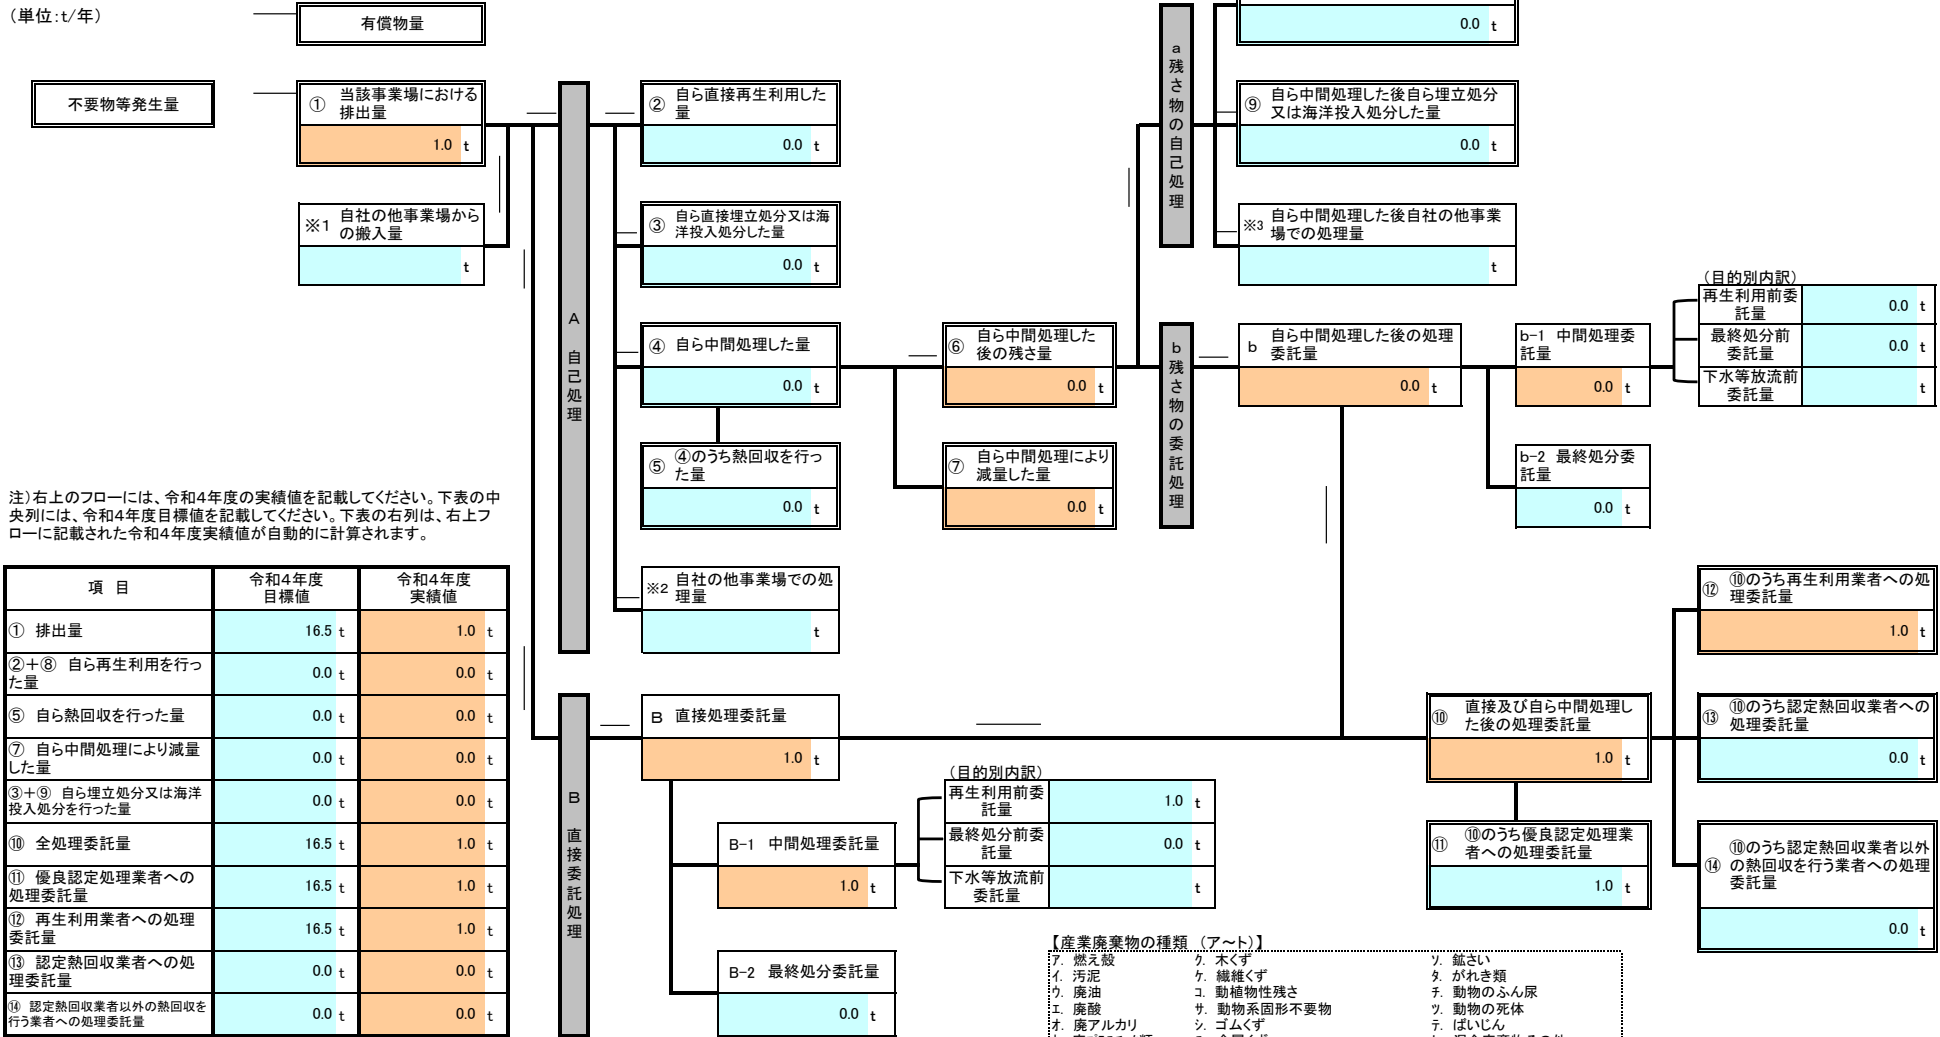 （単位:t/年）
有償物量
0.0 t
不要物等発生量
① 当該事業場における
排出量
1.0 t
※1 自社の他事業場から
の搬入量
t
A 自己処理
② 自ら直接再生利用した
量
0.0 t
③ 自ら直接埋立処分又は海
洋投入処分した量
0.0 t
④ 自ら中間処理した量
0.0 t
⑤ ④のうち熱回収を行っ
た量
0.0 t
※2 自社の他事業場での処
理量
t
⑥ 自ら中間処理した
後の残さ量
0.0 t
⑦ 自ら中間処理により
減量した量
0.0 t
a 残さ物の自己処理
⑨ 自ら中間処理した後自ら埋立処分
又は海洋投入処分した量
0.0 t
※3 自ら中間処理した後自社の他事業
場での処理量
t
b 残さ物の委託処理
b 自ら中間処理した後の処理
委託量
0.0 t
b-1 中間処理委
託量
0.0 t
b-2 最終処分委
託量
0.0 t
（目的別内訳）
再生利用前委
託量 0.0 t
最終処分前
委託量 0.0 t
下水等放流前
委託量 t
注）右上のフローには、令和4年度の実績値を記載してください。下表の中
央列には、令和4年度目標値を記載してください。下表の右列は、右上フ
ローに記載された令和4年度実績値が自動的に計算されます。
項 目 令和4年度
目標値 令和4年度
実績値
① 排出量 16.5 t 1.0 t
②+⑧ 自ら再生利用を行っ
た量 0.0 t 0.0 t
⑤ 自ら熱回収を行った量 0.0 t 0.0 t
⑦ 自ら中間処理により減量
した量 0.0 t 0.0 t
③+⑨ 自ら埋立処分又は海洋
投入処分を行った量 0.0 t 0.0 t
⑩ 全処理委託量 16.5 t 1.0 t
⑪ 優良認定処理業者への
処理委託量 16.5 t 1.0 t
⑫ 再生利用業者への処理
委託量 16.5 t 1.0 t
⑬ 認定熱回収業者への処
理委託量 0.0 t 0.0 t
⑭ 認定熱回収業者以外の熱回収を
行う業者への処理委託量 0.0 t 0.0 t
B 直接委託処理
B 直接処理委託量
1.0 t
B-1 中間処理委託量
1.0 t
B-2 最終処分委託量
0.0 t
（目的別内訳）
再生利用前委
託量 1.0 t
最終処分前委
託量 0.0 t
下水等放流前
委託量 t
⑩ 直接及び自ら中間処理し
た後の処理委託量
1.0 t
⑪ ⑩のうち優良認定処理業
者への処理委託量
1.0 t
⑫ ⑩のうち再生利用業者への処
理委託量
1.0 t
⑬ ⑩のうち認定熱回収業者への
処理委託量
0.0 t
⑭ ⑩のうち認定熱回収業者以外
の熱回収を行う業者への処理
委託量
0.0 t
【産業廃棄物の種類 （ア～ト）】
ア. 燃え殻 ク. 木くず ソ. 鉱さい
イ. 汚泥 ケ. 繊維くず タ. がれき類
ウ. 廃油 コ. 動植物性残さ チ. 動物のふん尿
エ. 廃酸 サ. 動物系固形不要物 ツ. 動物の死体
オ. 廃アルカリ シ. ゴムくず テ. ばいじん